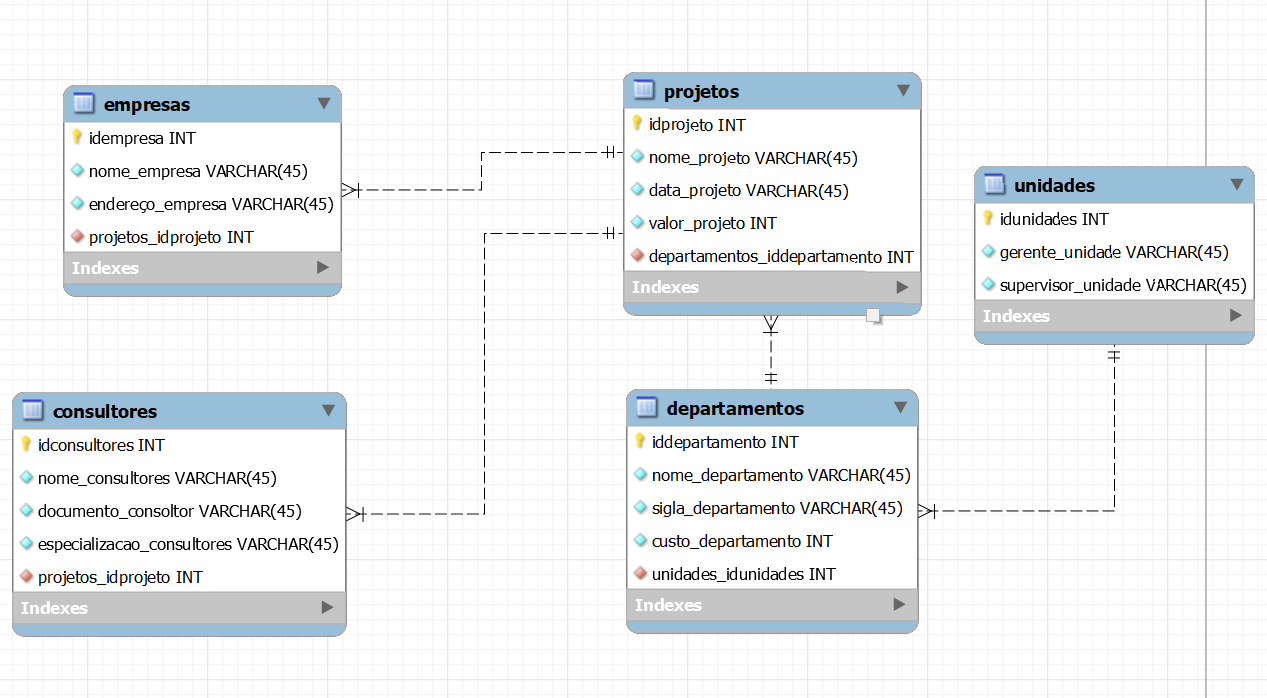 empresas
idempresa INT
nome_empresa VARCHAR(45)
endereço_empresa VARCHAR(45)
projetos_idprojeto INT
Indexes
projetos
idprojeto INT
nome_projeto VARCHAR(45)
data_projeto VARCHAR(45)
valor_projeto INT
departamentos_iddepartamento INT
Indexes
unidades
idunidades INT
gerente_unidade VARCHAR(45)
supervisor_unidade VARCHAR(45)
Indexes
consultores
idconsultores INT
nome_consultores VARCHAR(45)
documento_consoltor VARCHAR(45)
especializacao_consultores VARCHAR(45)
projetos_idprojeto INT
Indexes
departamentos
iddepartamento INT
nome_departamento VARCHAR(45)
sigla_departamento VARCHAR(45)
custo_departamento INT
unidades_idunidades INT
Indexes